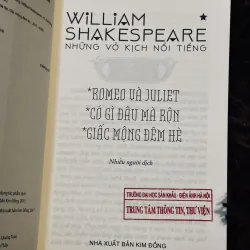 WILLIAM
SHAKESPEARE
NHỮNG VỞ KỊCH NỔI TIẾNG
*ROMEO VÀ JULIET
*CÓ GÌ ĐÂU MÀ RỘN
*GIẤC MỘNG ĐÊM HÈ
Nhiều người dịch
TRƯỜNG ĐẠI HỌC SÂN KHẤU - ĐIỆN ẢNH HÀ NỘI
TRUNG TÂM THÔNG TIN, THƯ VIỆN
NHÀ XUẤT BẢN KIM ĐỒNG